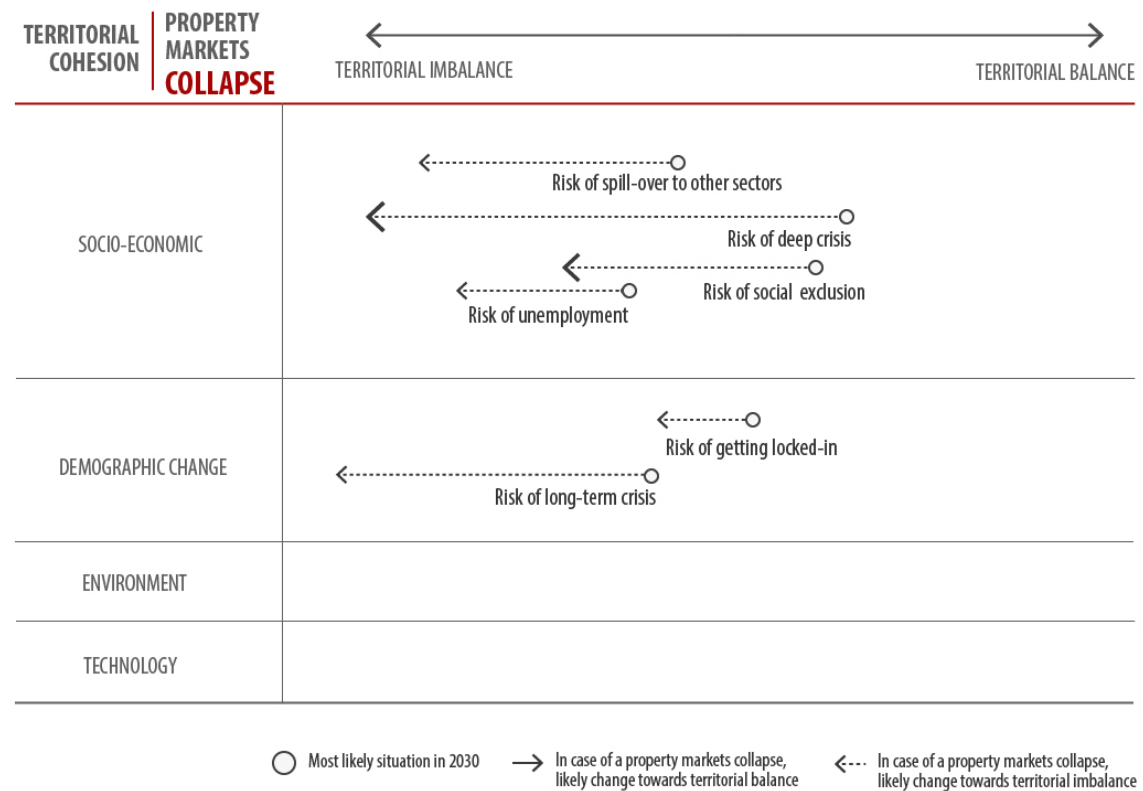 TERRITORIAL
COHESION
PROPERTY
MARKETS
COLLAPSE
TERRITORIAL IMBALANCE
TERRITORIAL BALANCE
SOCIO-ECONOMIC
Risk of spill-over to other sectors
Risk of deep crisis
Risk of social exclusion
Risk of unemployment
DEMOGRAPHIC CHANGE
Risk of getting locked-in
Risk of long-term crisis
ENVIRONMENT
TECHNOLOGY
Most likely situation in 2030
In case of a property markets collapse,
likely change towards territorial balance
In case of a property markets collapse,
likely change towards territorial imbalance